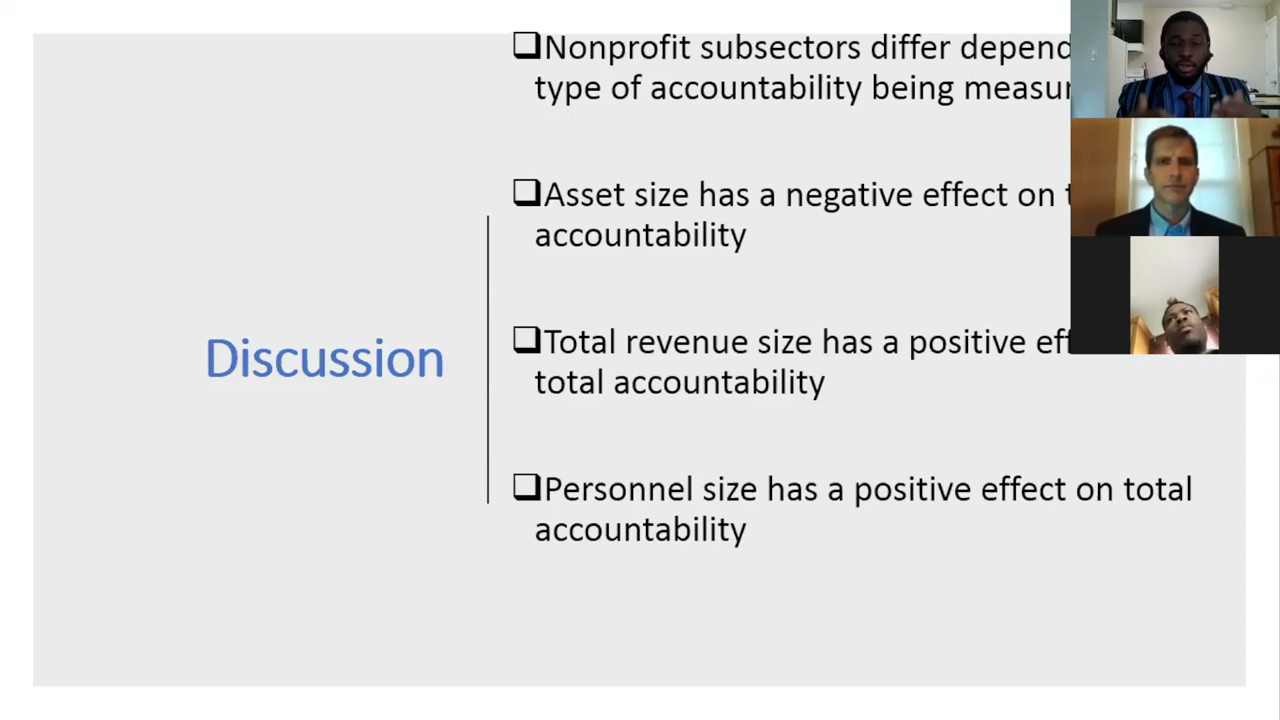 Discussion
Nonprofit subsectors differ depend
type of accountability being measu
Asset size has a negative effect on
accountability
Total revenue size has a positive eff
total accountability
Personnel size has a positive effect on total
accountability